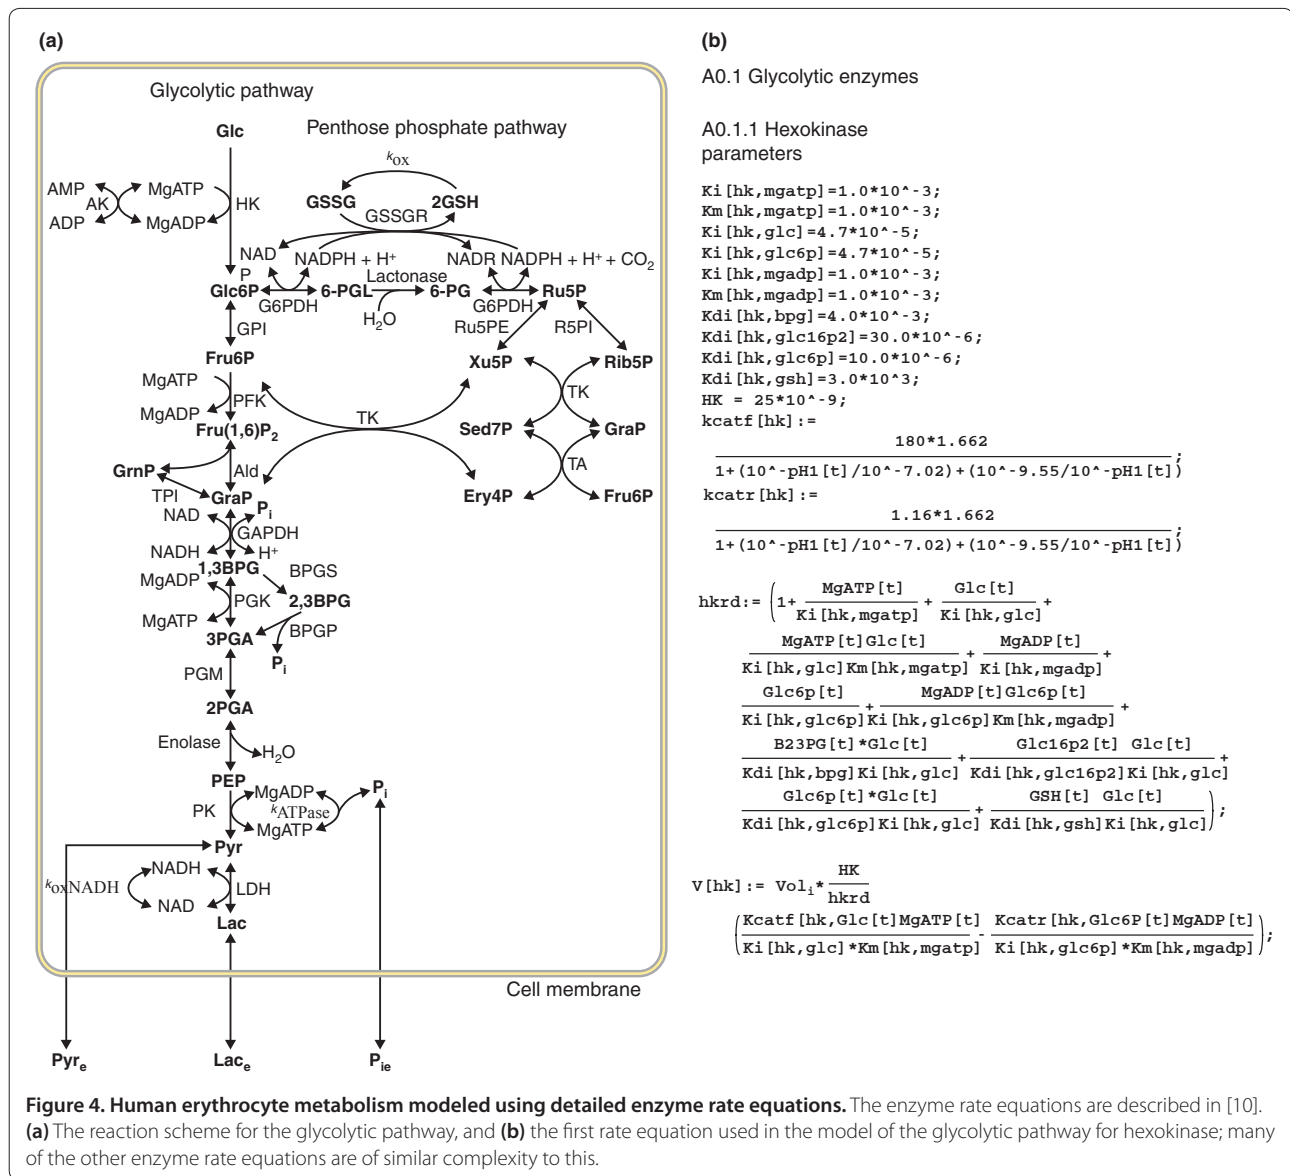 (a)
Glycolytic pathway
Penthose phosphate pathway
Glc
kox
AMP
MgATP
GSSG
2GSH
AK
HK
ADP
MgADP
GSSGR
NAD
NADPH + H+
NADR NADPH + H+ + CO2
P
Lactonase
Glc6P
6-PGL
6-PG
Ru5P
G6PDH
G6PDH
H2O
GPI
Ru5PE
R5PI
Fru6P
Xu5P
Rib5P
MgATP
PFK
TK
MgADP
TK
Fru(1,6)P2
Sed7P
GraP
GrnP
Ald
TA
TPI
GraP
Ery4P
Fru6P
NAD
Pi
GAPDH
NADH
H+
1,3BPG
BPGS
MgADP
PGK
2,3BPG
MgATP
BPGP
3PGA
Pi
PGM
2PGA
Enolase
H2O
PEP
MgADP
Pi
PK
kATPase
MgATP
Pyr
NADH
koxNADH
LDH
NAD
Lac
Cell membrane
Pyre
Lace
Pie
(b)
A0.1 Glycolytic enzymes
A0.1.1 Hexokinase
parameters
Ki[hk,mgatp]=1.0*10^-3;
Km[hk,mgatp]=1.0*10^-3;
Ki[hk,glc]=4.7*10^-5;
Ki[hk,glc6p]=4.7*10^-5;
Ki[hk,mgadp]=1.0*10^-3;
Km[hk,mgadp]=1.0*10^-3;
Kdi[hk,bpg]=4.0*10^-3;
Kdi[hk,glc16p2]=30.0*10^-6;
Kdi[hk,glc6p]=10.0*10^-6;
Kdi[hk,gsh]=3.0*10^3;
HK = 25*10^-9;
kcatf[hk]:=
180*1.662
1+(10^-pH1[t]/10^-7.02)+(10^-9.55/10^-pH1[t]) ;
kcatr[hk]:=
1.16*1.662
1+(10^-pH1[t]/10^-7.02)+(10^-9.55/10^-pH1[t]) ;
MgATP[t] Glc[t]
hkrd:= (1+ + +
Ki[hk,mgatp] Ki[hk,glc]
MgATP[t]Glc[t] MgADP[t]
+ +
Ki[hk,glc]Km[hk,mgatp] Ki[hk,mgadp]
Glc6p[t] MgADP[t]Glc6p[t]
+ +
Ki[hk,glc6p] Ki[hk,glc6p]Km[hk,mgadp]
B23PG[t]*Glc[t] Glc16p2[t] Glc[t]
+ +
Kdi[hk,bpg]Ki[hk,glc] Kdi[hk,glc16p2]Ki[hk,glc]
Glc6p[t]*Glc[t] GSH[t] Glc[t]
+ );
Kdi[hk,glc6p]Ki[hk,glc] Kdi[hk,gsh]Ki[hk,glc]
HK
V[hk]:= Voli*
hkrd
(Kcatf[hk,Glc[t]MgATP[t] - Kcatr[hk,Glc6P[t]MgADP[t]
Ki[hk,glc]*Km[hk,mgatp] Ki[hk,glc6p]*Km[hk,mgadp]);
Figure 4. Human erythrocyte metabolism modeled using detailed enzyme rate equations. The enzyme rate equations are described in [10].
(a) The reaction scheme for the glycolytic pathway, and (b) the first rate equation used in the model of the glycolytic pathway for hexokinase; many
of the other enzyme rate equations are of similar complexity to this.